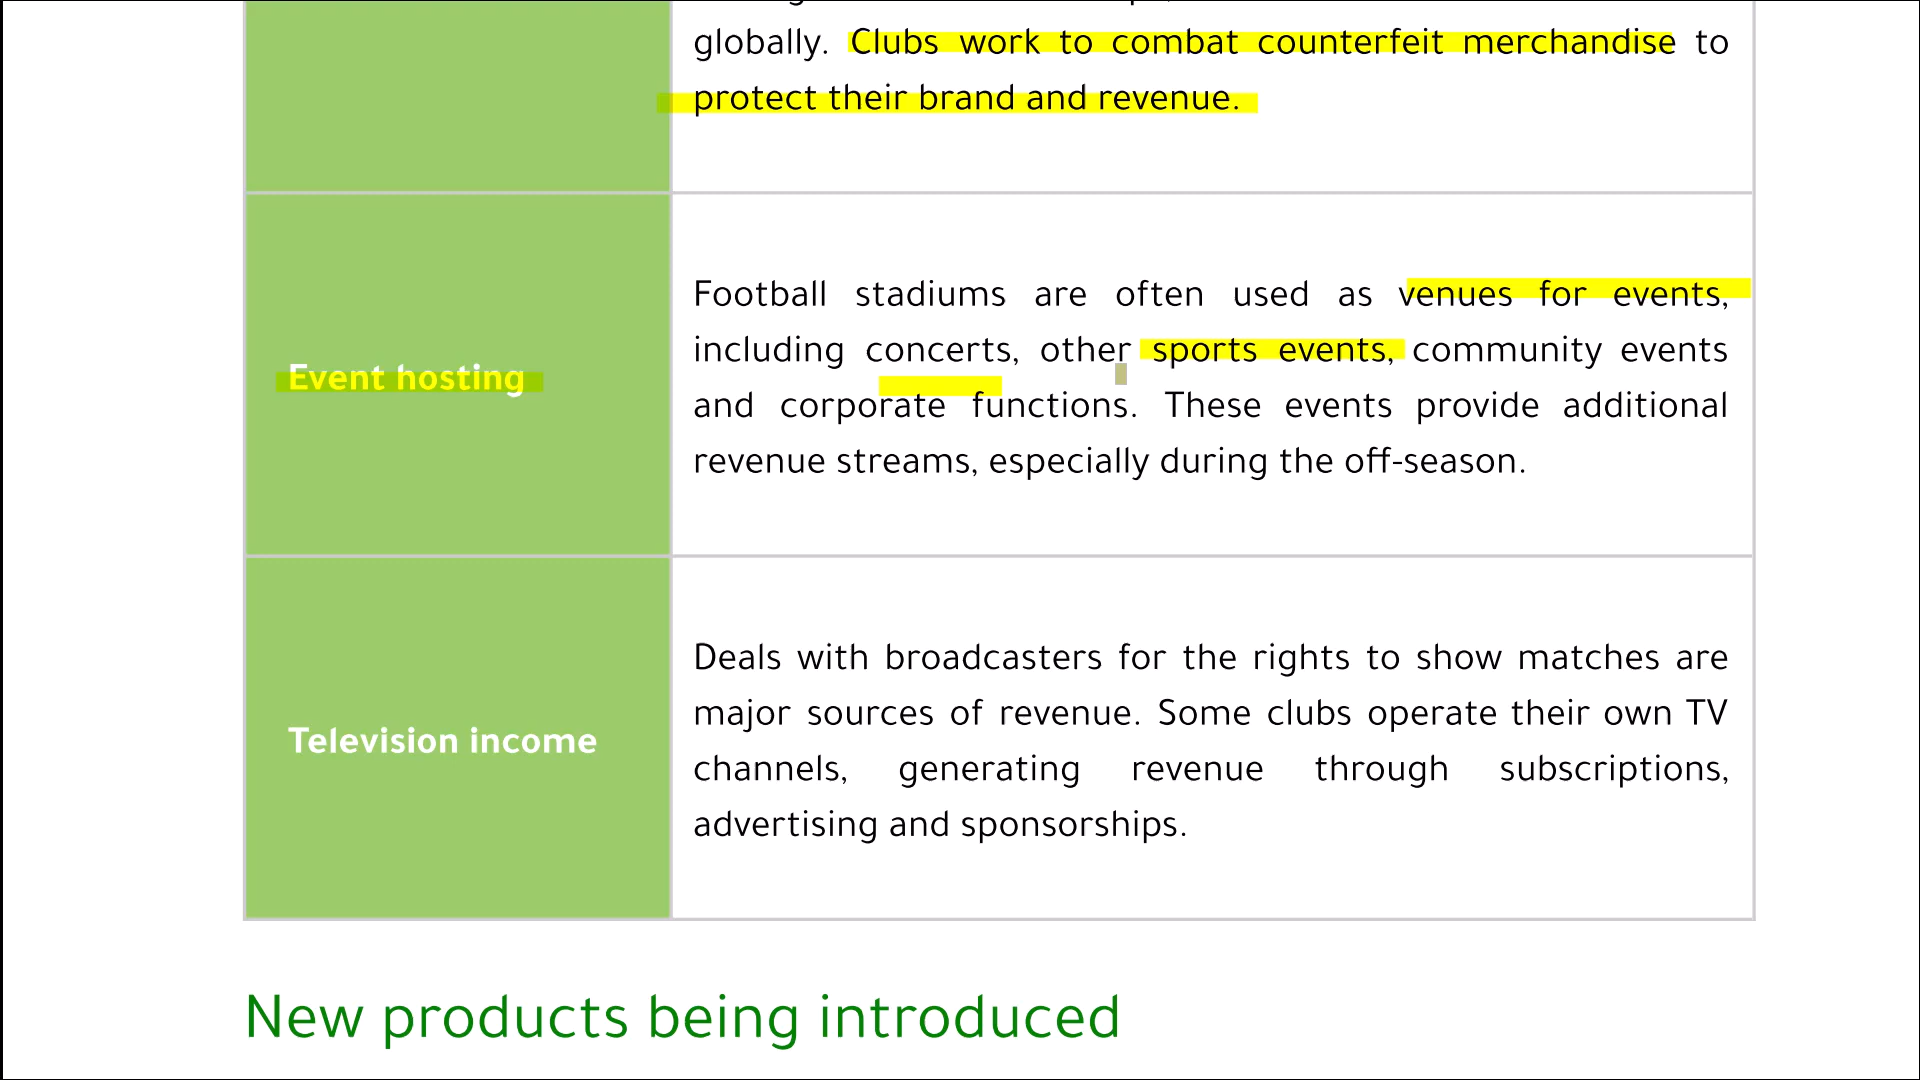 globally. Clubs work to combat counterfeit merchandise to
protect their brand and revenue.
Event hosting
Football stadiums are often used as venues for events,
including concerts, other sports events, community events
and corporate functions. These events provide additional
revenue streams, especially during the off-season.
Television income
Deals with broadcasters for the rights to show matches are
major sources of revenue. Some clubs operate their own TV
channels, generating revenue through subscriptions,
advertising and sponsorships.
New products being introduced